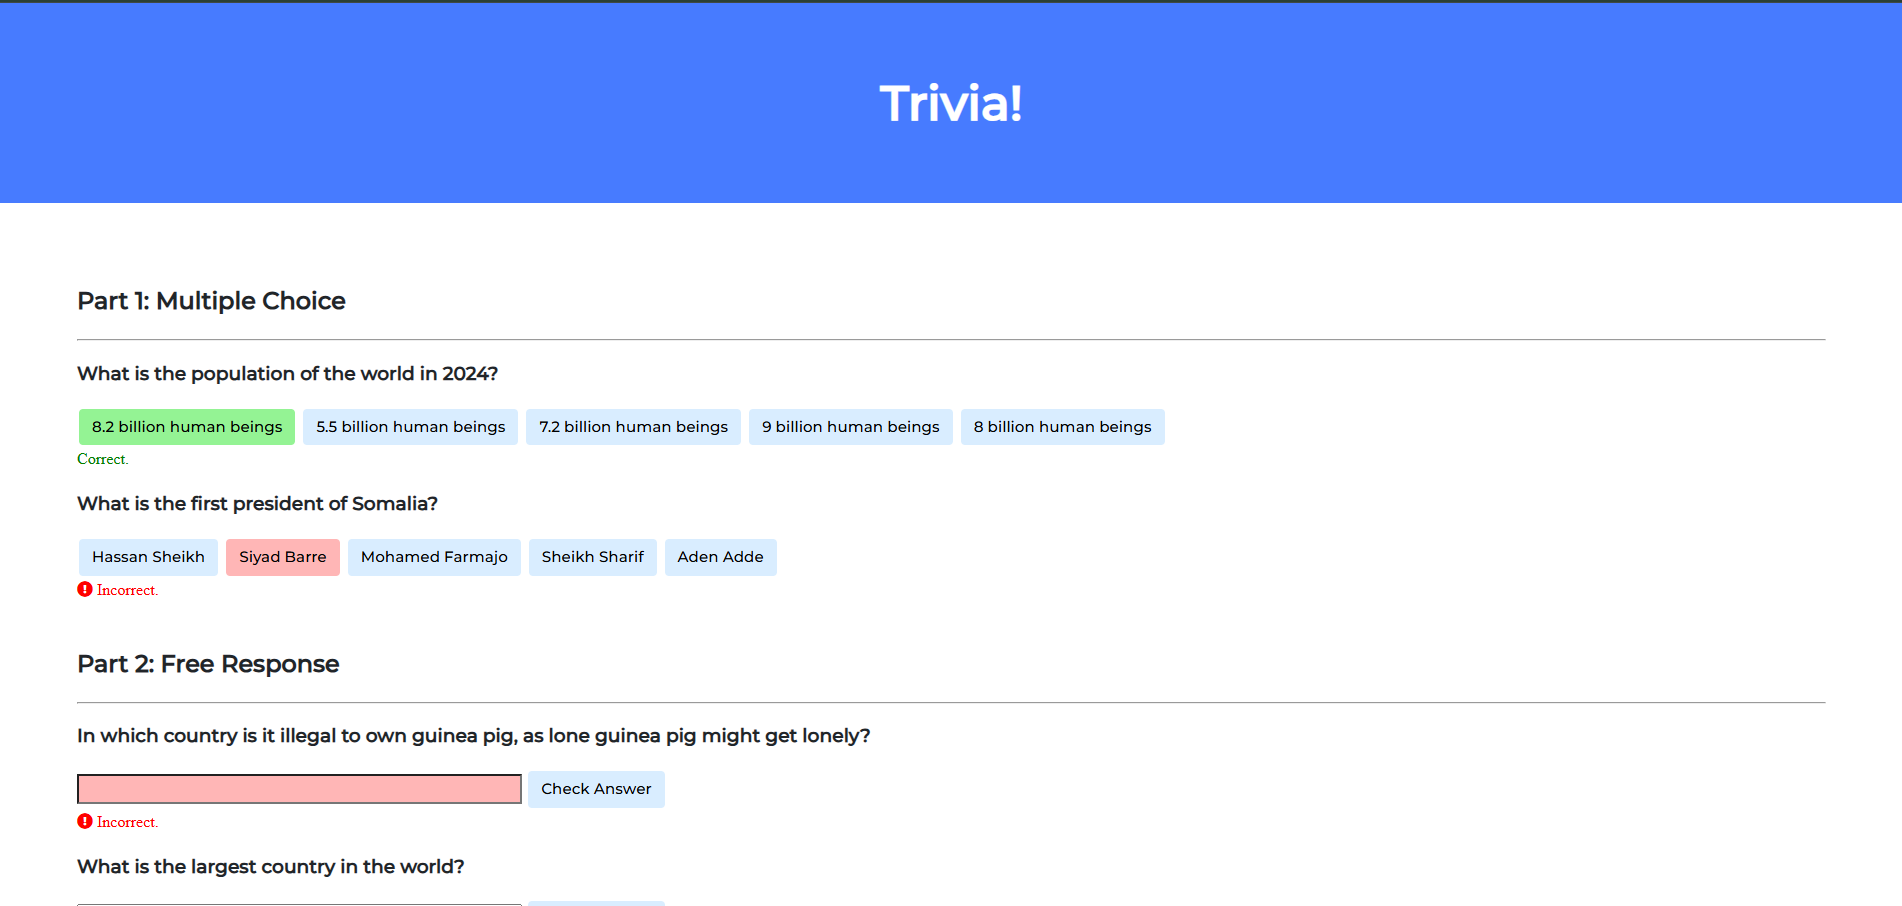 Trivia!
Part 1: Multiple Choice
What is the population of the world in 2024?
8.2 billion human beings 5.5 billion human beings 7.2 billion human beings 9 billion human beings 8 billion human beings
Correct.
What is the first president of Somalia?
Hassan Sheikh Siyad Barre Mohamed Farmajo Sheikh Sharif Aden Adde
Incorrect.
Part 2: Free Response
In which country is it illegal to own guinea pig, as lone guinea pig might get lonely?
Check Answer
Incorrect.
What is the largest country in the world?